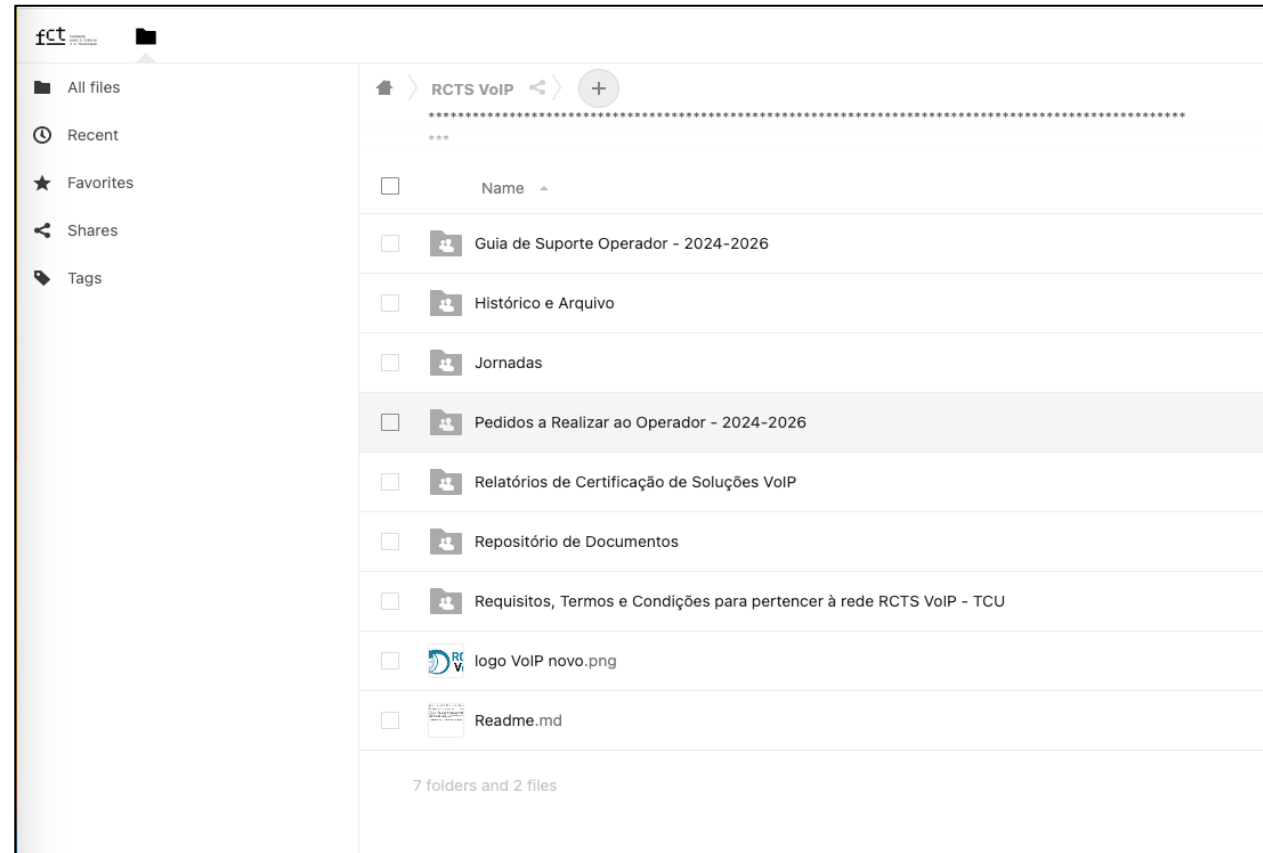 fct
All files
Recent
Favorites
Shares
Tags
RCTS VoIP
+
********************************************************************************************************
***
Name
Guia de Suporte Operador - 2024-2026
Histórico e Arquivo
Jornadas
Pedidos a Realizar ao Operador - 2024-2026
Relatórios de Certificação de Soluções VoIP
Repositório de Documentos
Requisitos, Termos e Condições para pertencer à rede RCTS VoIP - TCU
logo VoIP novo.png
Readme.md
7 folders and 2 files